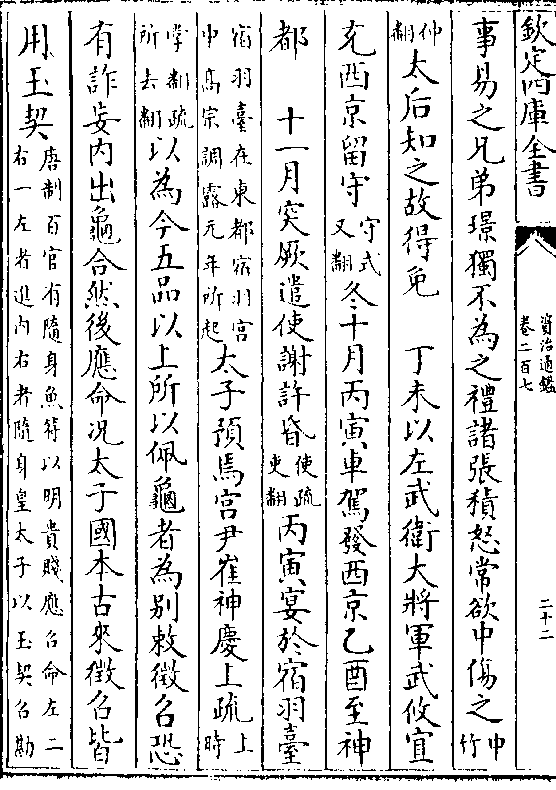 欽定四庫全書
資治通鑑
卷二百七
二十二
事易之兄弟璟獨不為之禮諸張積怒常欲中傷之中竹
仲翻太后知之故得免 丁未以左武衛大將軍武攸宜
充西京留守守式又翻冬十月丙寅車駕發西京乙酉至神
都 十一月突厥遣使謝許昏使疏吏翻丙寅宴於宿羽臺
宿羽臺在東都宿羽宮中高宗調露元年所起太子預焉宮尹崔神慶上疏上時
掌翻疏所去翻以為今五品以上所以佩龜者為别敕徵召恐
有詐妄内出龜合然後應命况太子國本古來徵召皆
用玉契唐制百官有隨身魚符以明貴賤應召命左二右一左者進内右者隨身皇太子以玉契召勘